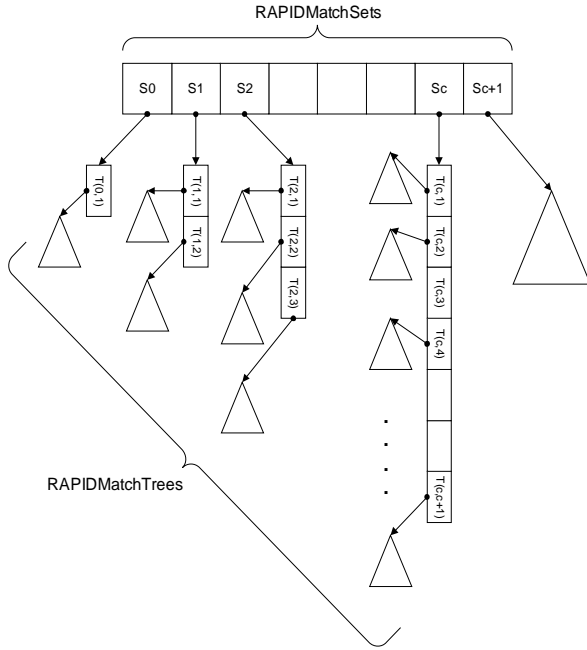 RAPIDMatchSets
S0 S1 S2 Sc Sc+1
T(0,1)
T(1,1)
T(1,2)
T(2,1)
T(2,2)
T(2,3)
T(c,1)
T(c,2)
T(c,3)
T(c,4)
T(c,c+1)
RAPIDMatchTrees